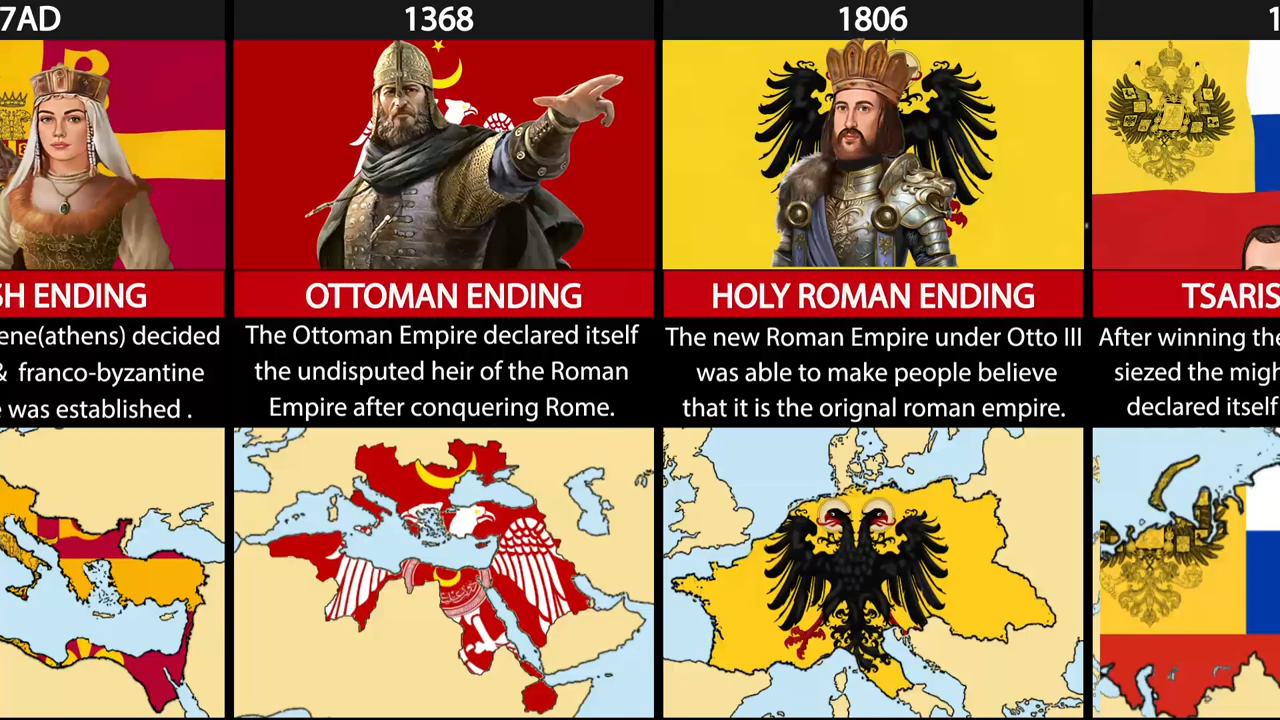 7AD
1368
1806
1
SH ENDING
OTTOMAN ENDING
HOLY ROMAN ENDING
TSARIS
ene(athens) decided
& franco-byzantine
e was established .
The Ottoman Empire declared itself
the undisputed heir of the Roman
Empire after conquering Rome.
The new Roman Empire under Otto III
was able to make people believe
that it is the orignal roman empire.
After winning the
siezed the migh
declared itself